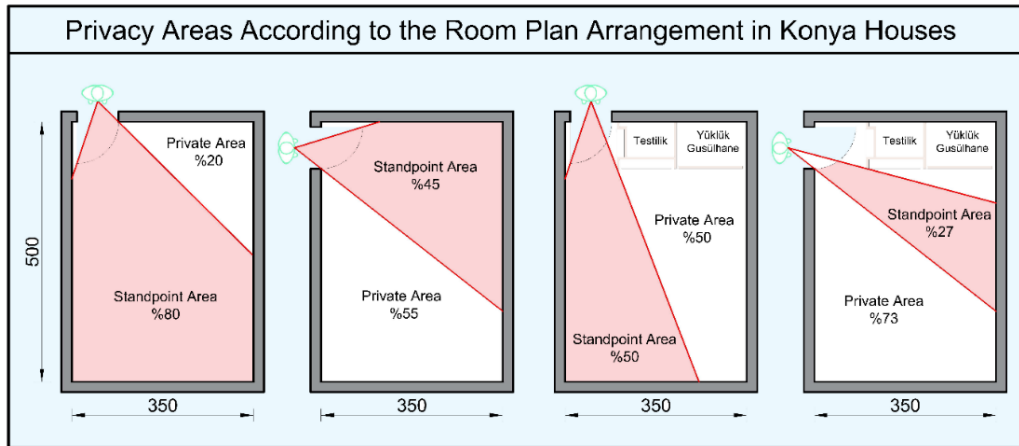 Privacy Areas According to the Room Plan Arrangement in Konya Houses
Private Area
%20
Standpoint Area
%80
500
350
Standpoint Area
%45
Private Area
%55
350
Testilik
Yüklük
Gusülhane
Private Area
%50
Standpoint Area
%50
350
Testilik
Yüklük
Gusülhane
Standpoint Area
%27
Private Area
%73
350